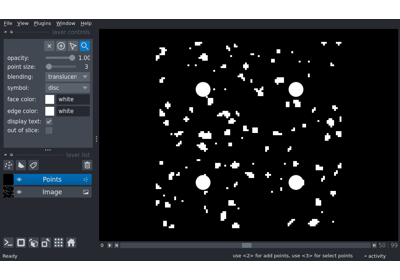 File View Plugins Window Help
layer controls
opacity: 1.00
point size: 3
blending: translucen
symbol: disc
face color: white
edge color: white
display text:
out of slice:
layer list
Points
Image
0 50 99
Ready use <2> for add points, use <3> for select points activity